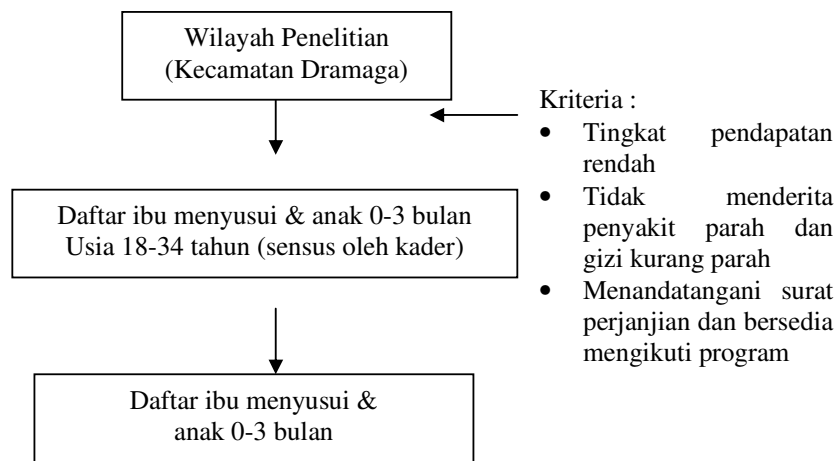 Wilayah Penelitian
(Kecamatan Dramaga)
Kriteria :
• Tingkat pendapatan
rendah
• Tidak menderita
penyakit parah dan
gizi kurang parah
• Menandatangani surat
perjanjian dan bersedia
mengikuti program
Daftar ibu menyusui & anak 0-3 bulan
Usia 18-34 tahun (sensus oleh kader)
Daftar ibu menyusui &
anak 0-3 bulan